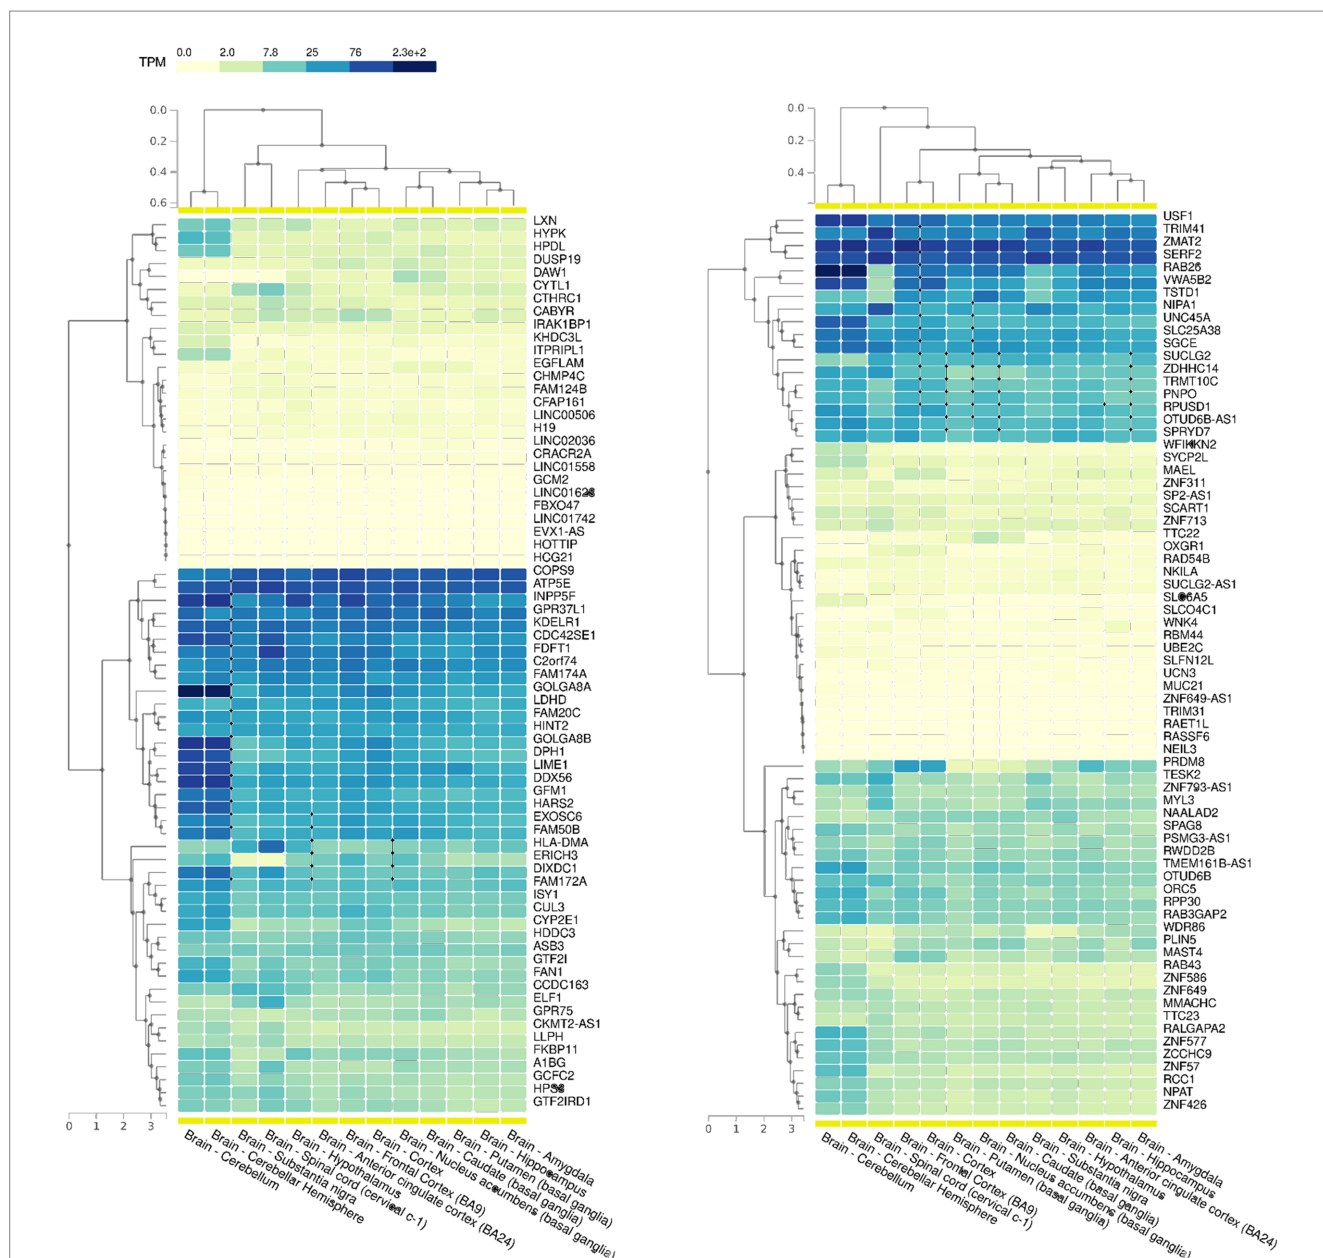 TPM
0.0 2.0 7.8 25 76 2.3e+2
0.0
0.2
0.4
0.6
LXN
HYPK
HPDL
DUSP19
DAW1
CYTL1
CTHRC1
CABYR
IRAK1BP1
KHDC3L
ITPRIPL1
EGFLAM
CHMP4C
FAM124B
CFAP161
LINC00506
H19
LINC02036
CRACR2A
LINC01558
GCM2
FBXO47
LINC01742
EVX1-AS
HOTTIP
HCG21
COPS9
ATP5E
INPP5F
GPR37L1
KDELR1
CDC42SE1
FDFT1
C2orf74
FAM174A
GOLGA8A
LDHD
FAM20C
HINT2
GOLGA8B
DPH1
LIME1
DDX56
GFM1
HARS2
EXOSC6
FAM50B
HLA-DMA
ERICH3
DIXDC1
FAM172A
ISY1
CUL3
CYP2E1
HDDC3
ASB3
GTF2I
FAN1
CCDC163
ELF1
GPR75
CKMT2-AS1
LLPH
FKBP11
A1BG
GCFC2
GTF2IRD1
0 1 2 3
Brain - Cerebellum
Brain - Cerebellar Hemisphere
Brain - Substantia nigra
Brain - Spinal cord (cervical c-1)
Brain - Hypothalamus
Brain - Anterior cingulate cortex (BA24)
Brain - Frontal Cortex (BA9)
Brain - Cortex
Brain - Nucleus accumbens (basal ganglia)
Brain - Caudate (basal ganglia)
Brain - Putamen (basal ganglia)
Brain - Hippocampus
Brain - Amygdala
0.0
0.2
0.4
USF1
TRIM41
ZMAT2
SERF2
RAB26
VWA5B2
TSTD1
NIPA1
UNC45A
SLC25A38
SGCE
SUCLG2
ZDHHC14
TRMT10C
PNPO
RPUSD1
OTUD6B-AS1
SPRYD7
WFIKKN2
SYCP2L
MAEL
ZNF311
SP2-AS1
SCART1
ZNF713
TTC22
OXGR1
RAD54B
NKILA
SUCLG2-AS1
SLC6A5
SLCO4C1
WNK4
RBM44
UBE2C
SLFN12L
UCN3
MUC21
ZNF649-AS1
TRIM31
RAET1L
RASSF6
NEIL3
PRDM8
TESK2
ZNF793-AS1
MYL3
NAALAD2
SPAG8
PSMG3-AS1
RWDD2B
TMEM161B-AS1
OTUD6B
ORC5
RPP30
RAB3GAP2
WDR86
PLIN5
MAST4
RAB43
ZNF586
ZNF649
MMACHC
TTC23
RALGAPA2
ZNF577
ZCCHC9
ZNF57
RCC1
NPAT
ZNF426
0 1 2 3
Brain - Cerebellum
Brain - Cerebellar Hemisphere
Brain - Spinal cord (cervical c-1)
Brain - Frontal Cortex (BA9)
Brain - Cortex
Brain - Putamen (basal ganglia)
Brain - Nucleus accumbens (basal ganglia)
Brain - Caudate (basal ganglia)
Brain - Substantia nigra
Brain - Hypothalamus
Brain - Anterior cingulate cortex (BA24)
Brain - Hippocampus
Brain - Amygdala